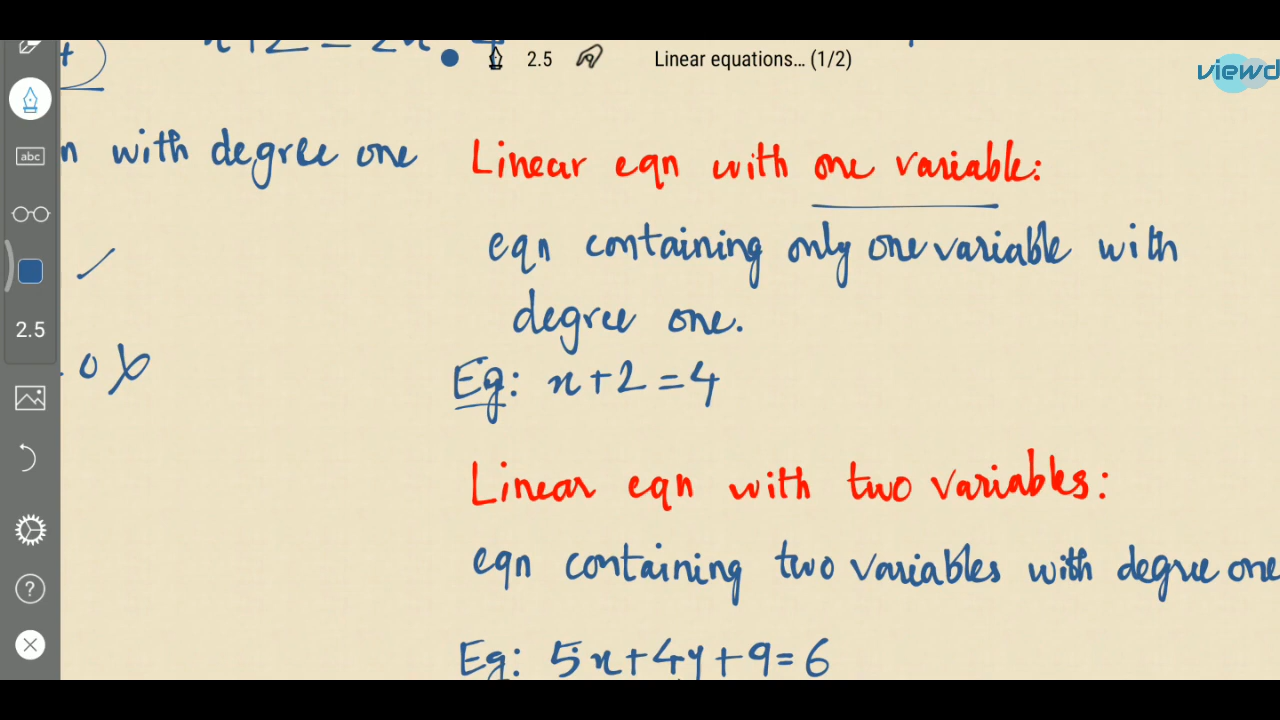 x+2 = 2x
2.5
Linear equations... (1/2)
viewd
abc
2.5
n with degree one
Linear eqn with one variable:
eqn containing only one variable with
degree one.
Eg: x+2=4
Linear eqn with two variables:
eqn containing two variables with degree one
Eg: 5x+4y+9=6